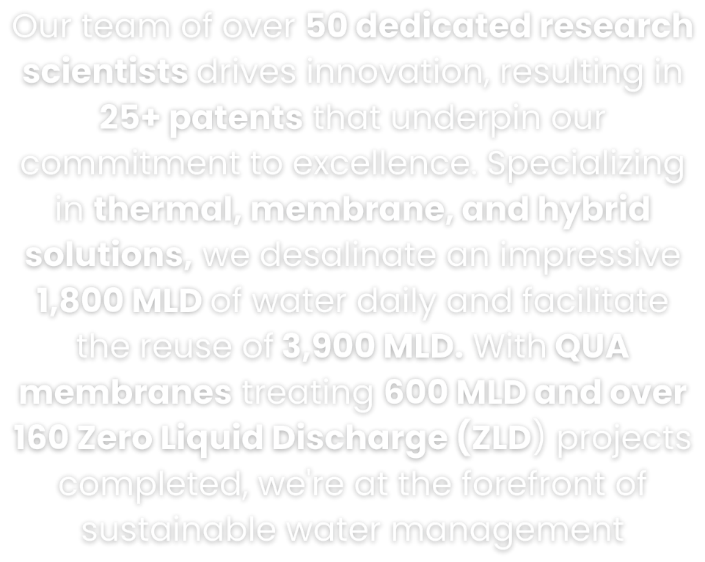 Our team of over 50 dedicated research
scientists drives innovation, resulting in
25+ patents that underpin our
commitment to excellence. Specializing
in thermal, membrane, and hybrid
solutions, we desalinate an impressive
1,800 MLD of water daily and facilitate
the reuse of 3,900 MLD. With QUA
membranes treating 600 MLD and over
160 Zero Liquid Discharge (ZLD) projects
completed, we're at the forefront of
sustainable water management